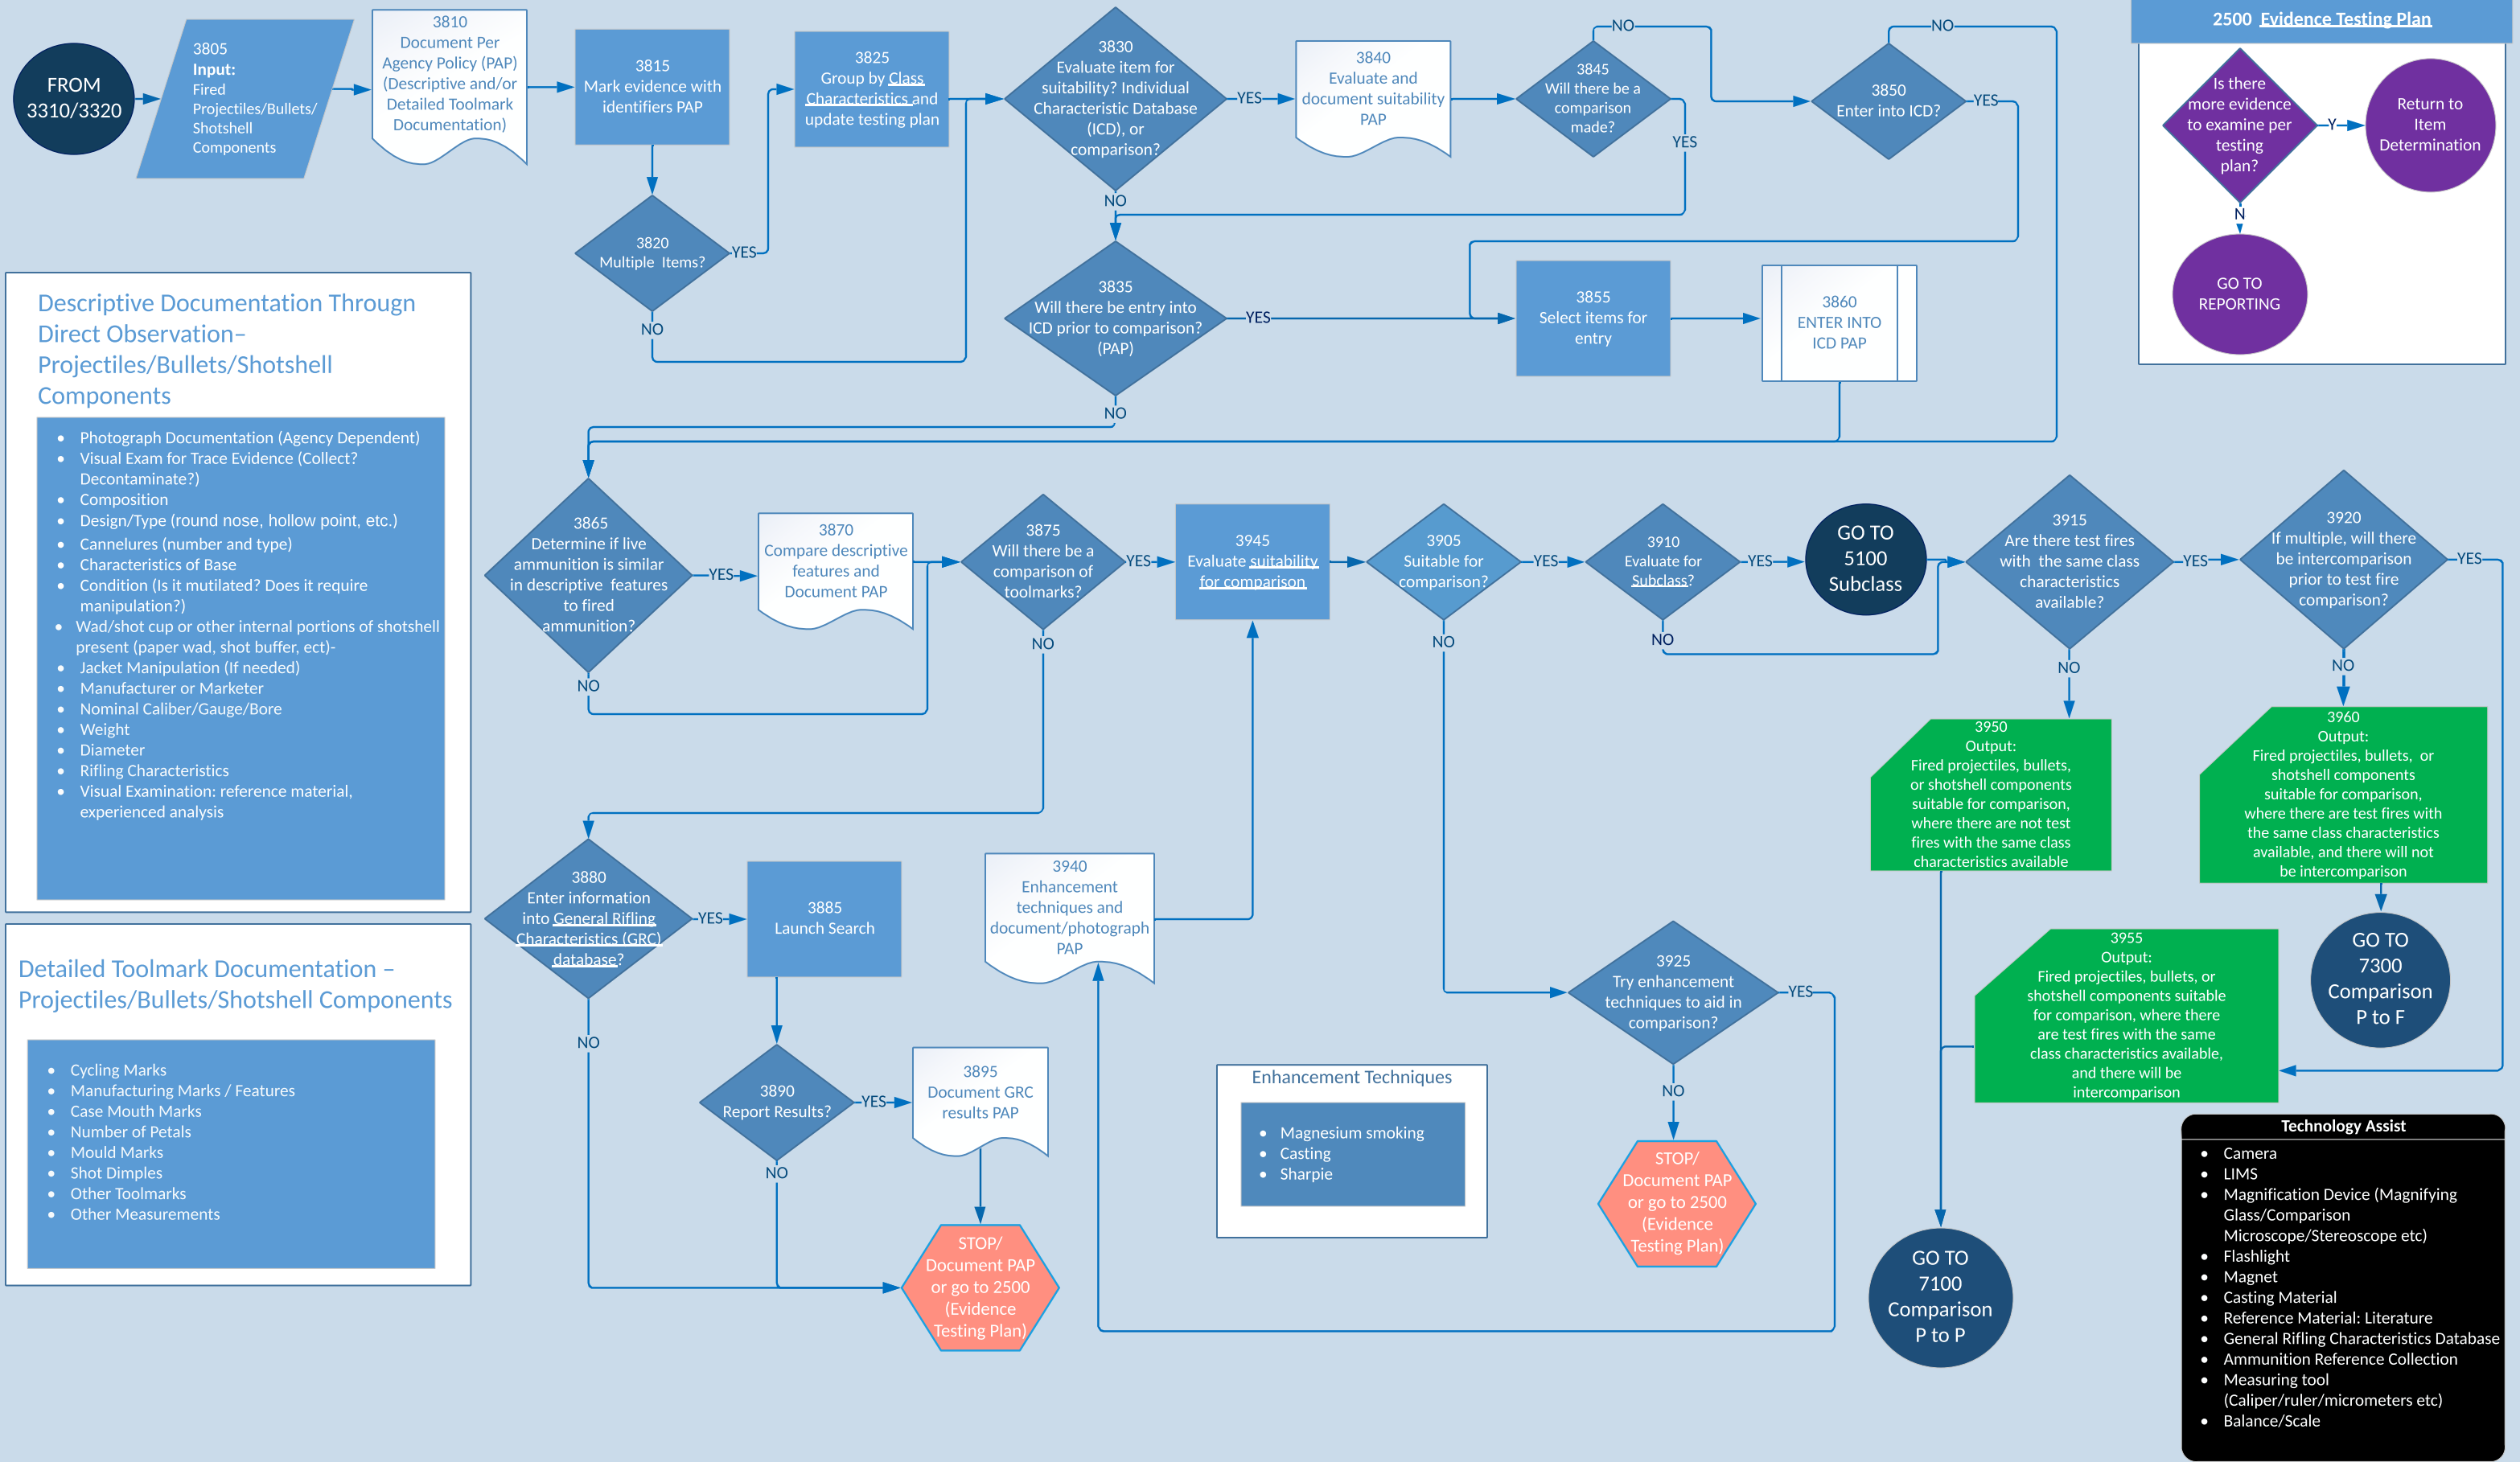 FROM
3310/3320
3805
Input:
Fired
Projectiles/Bullets/
Shotshell
Components
3810
Document Per
Agency Policy (PAP)
(Descriptive and/or
Detailed Toolmark
Documentation)
3815
Mark evidence with
identifiers PAP
3820
Multiple Items?
YES
NO
3825
Group by Class
Characteristics and
update testing plan
3830
Evaluate item for
suitability? Individual
Characteristic Database
(ICD), or
comparison?
YES
NO
3840
Evaluate and
document suitability
PAP
3845
Will there be a
comparison
made?
NO
YES
3850
Enter into ICD?
NO
YES
3835
Will there be entry into
ICD prior to comparison?
(PAP)
YES
NO
3855
Select items for
entry
3860
ENTER INTO
ICD PAP
2500 Evidence Testing Plan
Is there
more evidence
to examine per
testing
plan?
Y
Return to
Item
Determination
N
GO TO
REPORTING
Descriptive Documentation Through
Direct Observation–
Projectiles/Bullets/Shotshell
Components
• Photograph Documentation (Agency Dependent)
• Visual Exam for Trace Evidence (Collect?
Decontaminate?)
• Composition
• Design/Type (round nose, hollow point, etc.)
• Cannelures (number and type)
• Characteristics of Base
• Condition (Is it mutilated? Does it require
manipulation?)
• Wad/shot cup or other internal portions of shotshell
present (paper wad, shot buffer, ect)-
• Jacket Manipulation (If needed)
• Manufacturer or Marketer
• Nominal Caliber/Gauge/Bore
• Weight
• Diameter
• Rifling Characteristics
• Visual Examination: reference material,
experienced analysis
Detailed Toolmark Documentation –
Projectiles/Bullets/Shotshell Components
• Cycling Marks
• Manufacturing Marks / Features
• Case Mouth Marks
• Number of Petals
• Mould Marks
• Shot Dimples
• Other Toolmarks
• Other Measurements
3865
Determine if live
ammunition is similar
in descriptive features
to fired
ammunition?
YES
NO
3870
Compare descriptive
features and
Document PAP
3875
Will there be a
comparison of
toolmarks?
YES
NO
3945
Evaluate suitability
for comparison
3905
Suitable for
comparison?
YES
NO
3910
Evaluate for
Subclass?
YES
NO
GO TO
5100
Subclass
3915
Are there test fires
with the same class
characteristics
available?
YES
NO
3920
If multiple, will there
be intercomparison
prior to test fire
comparison?
YES
NO
3950
Output:
Fired projectiles, bullets,
or shotshell components
suitable for comparison,
where there are not test
fires with the same class
characteristics available
3960
Output:
Fired projectiles, bullets, or
shotshell components
suitable for comparison,
where there are test fires with
the same class characteristics
available, and there will not
be intercomparison
3955
Output:
Fired projectiles, bullets, or
shotshell components suitable
for comparison, where there
are test fires with the same
class characteristics available,
and there will be
intercomparison
GO TO
7300
Comparison
P to F
3880
Enter information
into General Rifling
Characteristics (GRC)
database?
YES
NO
3885
Launch Search
3890
Report Results?
YES
NO
3895
Document GRC
results PAP
STOP/
Document PAP
or go to 2500
(Evidence
Testing Plan)
3940
Enhancement
techniques and
document/photograph
PAP
Enhancement Techniques
• Magnesium smoking
• Casting
• Sharpie
3925
Try enhancement
techniques to aid in
comparison?
YES
NO
STOP/
Document PAP
or go to 2500
(Evidence
Testing Plan)
GO TO
7100
Comparison
P to P
Technology Assist
• Camera
• LIMS
• Magnification Device (Magnifying
Glass/Comparison
Microscope/Stereoscope etc)
• Flashlight
• Magnet
• Casting Material
• Reference Material: Literature
• General Rifling Characteristics Database
• Ammunition Reference Collection
• Measuring tool
(Caliper/ruler/micrometers etc)
• Balance/Scale